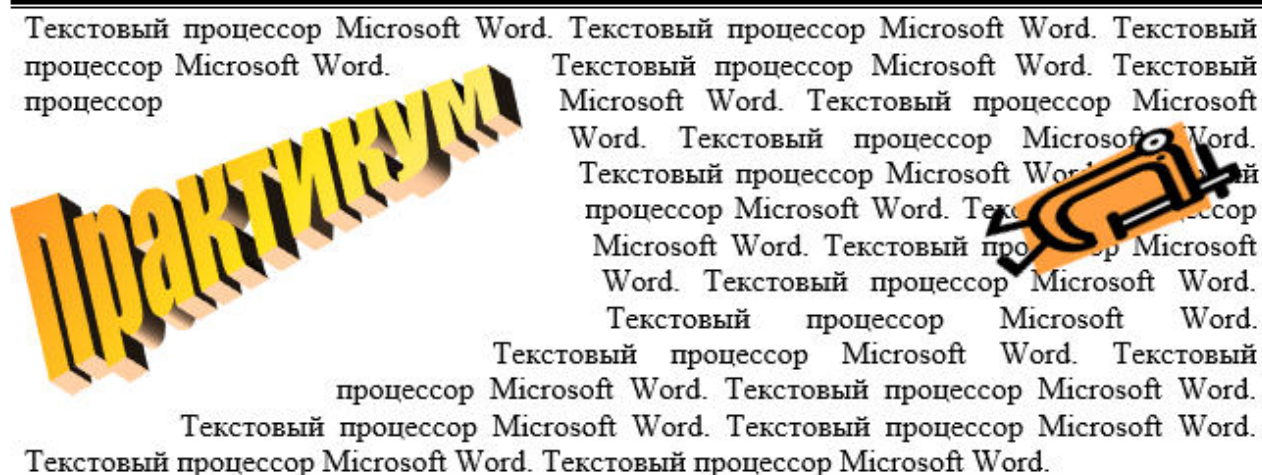 Текстовый процессор Microsoft Word. Текстовый процессор Microsoft Word. Текстовый
процессор Microsoft Word. Текстовый процессор Microsoft Word. Текстовый
процессор Microsoft Word. Текстовый процессор Microsoft
Практикум
Word. Текстовый процессор Microsoft Word.
Текстовый процессор Microsoft
процессор Microsoft Word.
Microsoft Word. Текстовый Microsoft
Word. Текстовый процессор Microsoft Word.
Текстовый процессор Microsoft Word.
Текстовый процессор Microsoft Word. Текстовый
процессор Microsoft Word. Текстовый процессор Microsoft Word.
Текстовый процессор Microsoft Word. Текстовый процессор Microsoft Word.
Текстовый процессор Microsoft Word. Текстовый процессор Microsoft Word.